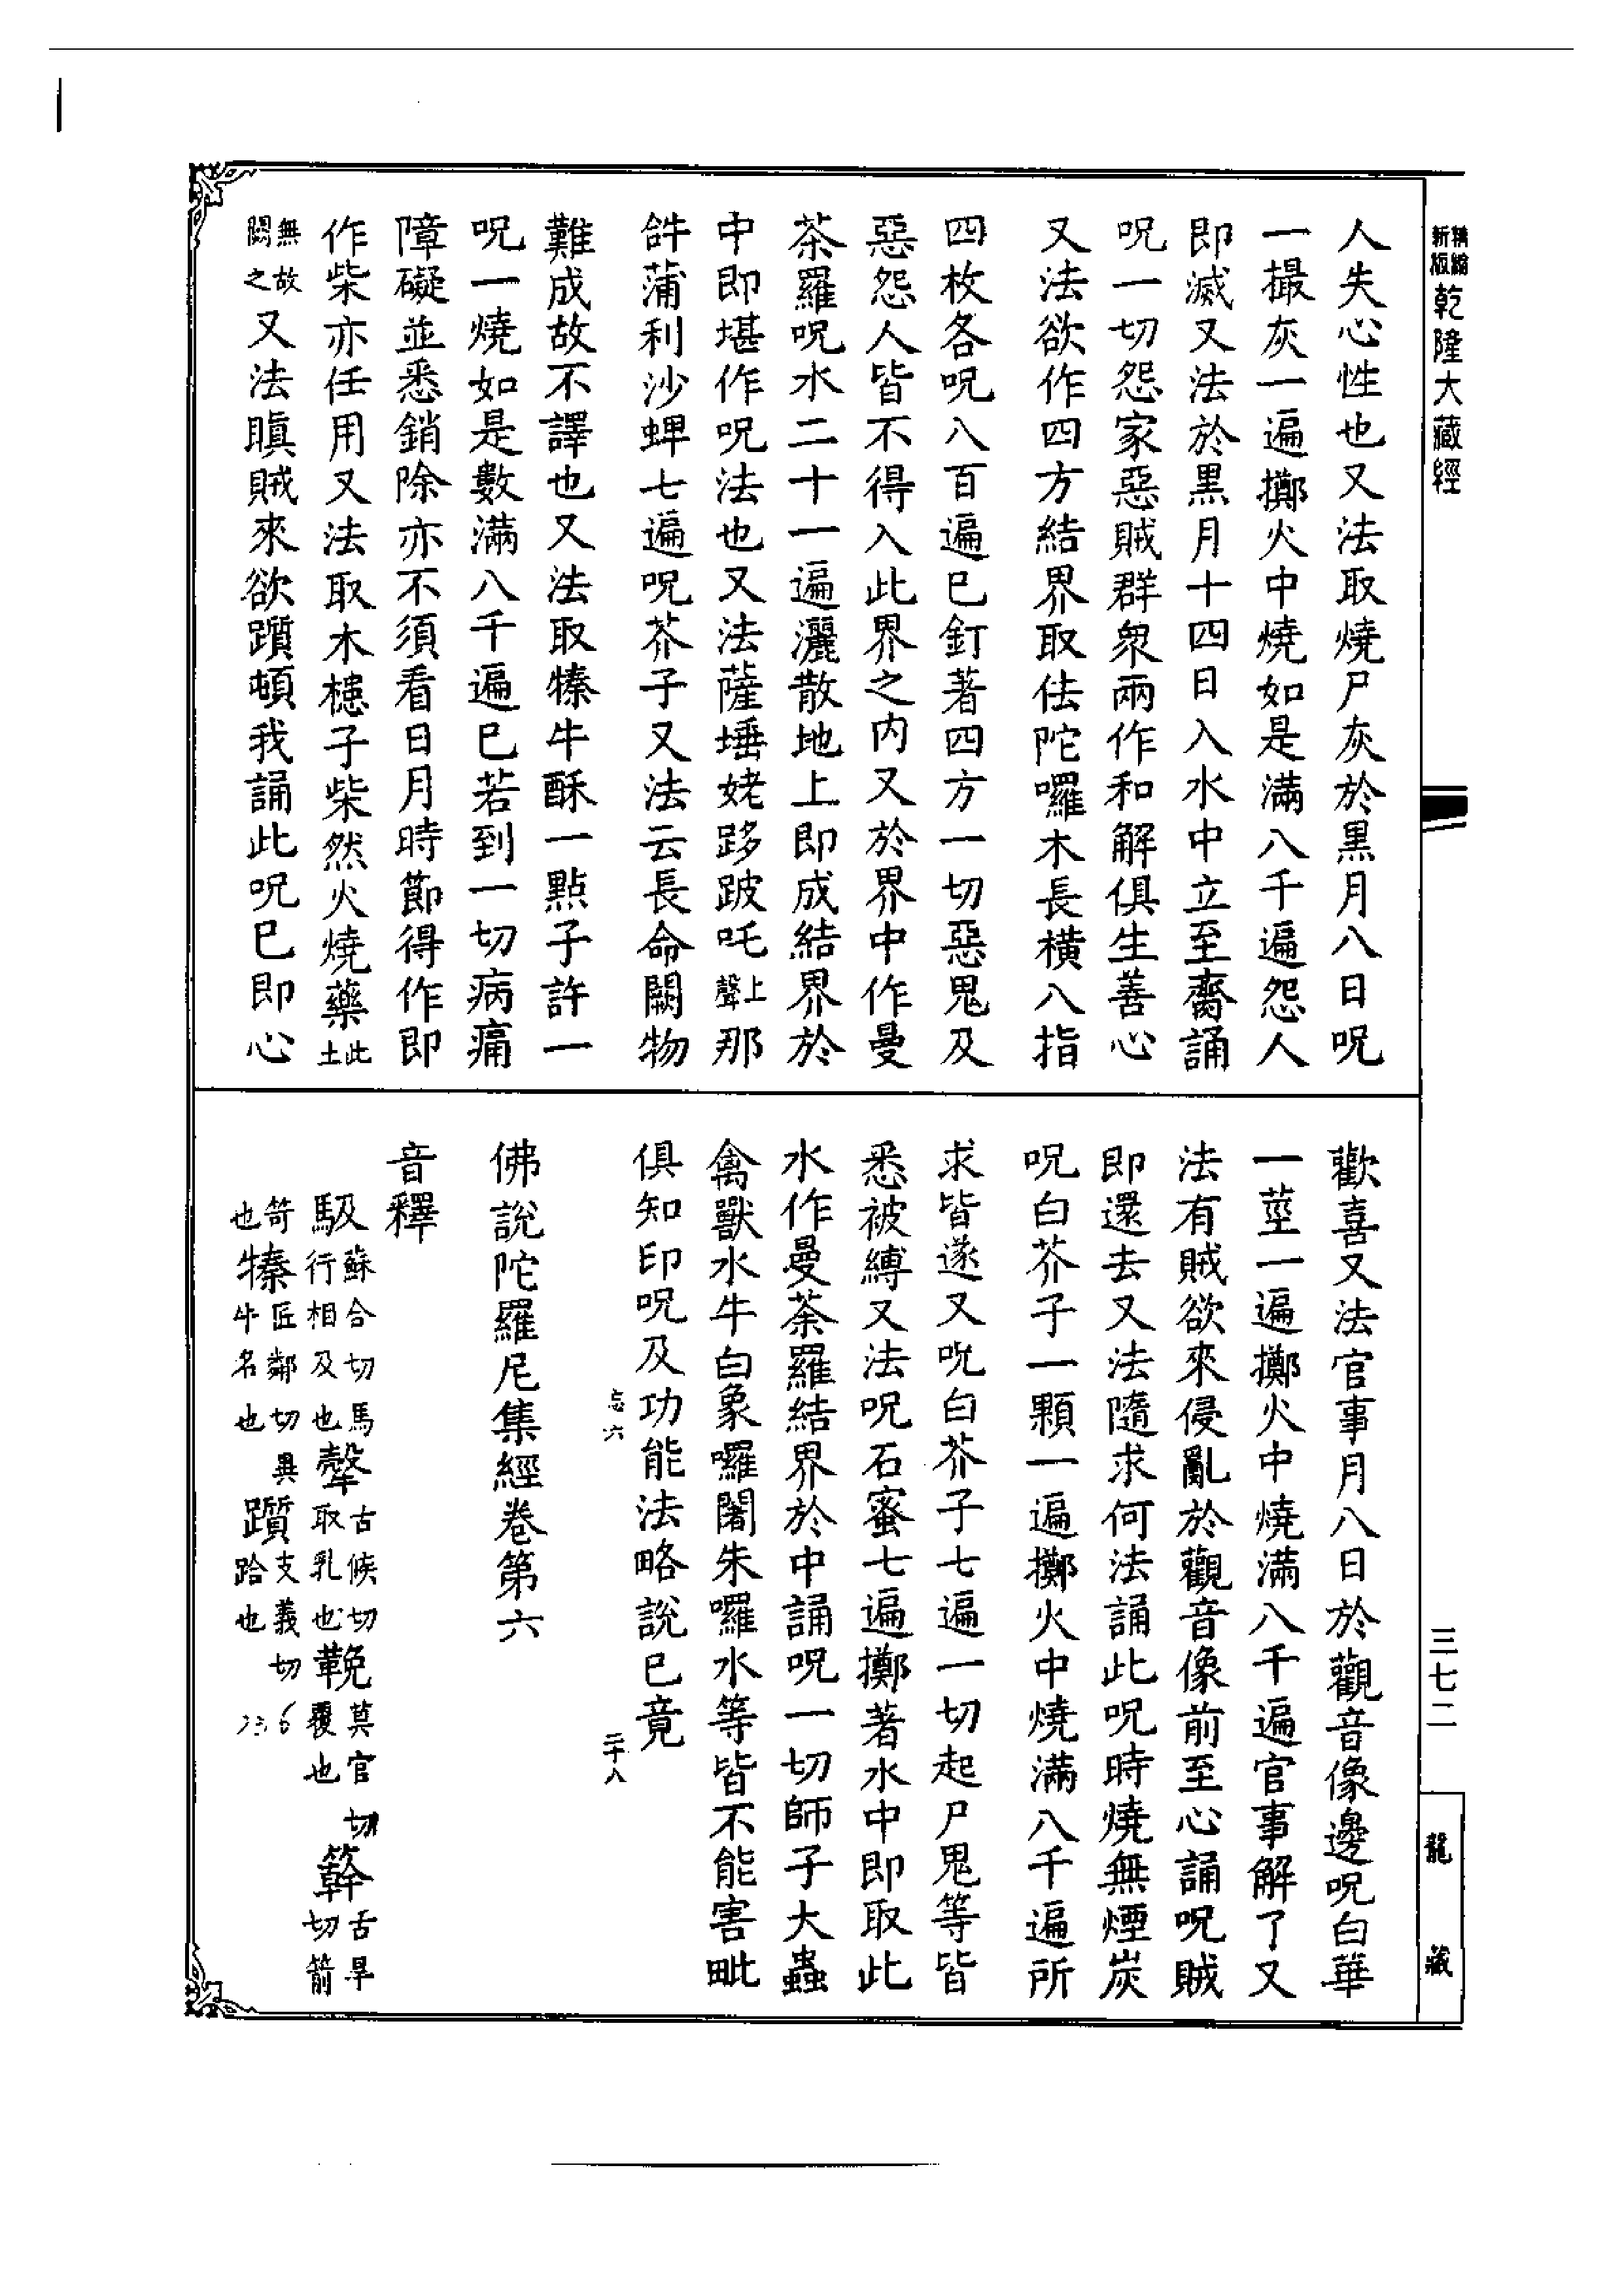 精繪新版乾隆大藏經
三七二
龍藏
人失心性也又法取燒尸灰於黑月八日呪
一撮灰一遍擲火中燒如是滿八千遍怨人
即滅又法於黑月十四日入水中立至齋誦
呪一切怨家惡賊群衆兩作和解俱生善心
又法欲作四方結界取佉陀囉木長橫八指
四枚各呪八百遍已釘著四方一切惡鬼及
惡怨人皆不得入此界之內又於界中作曼
茶羅呪水二十一遍灑散地上即成結界於
中即堪作呪法也又法薩埵姥跢跛吒上聲那
䤈蒲利沙蜱七遍呪芥子又法云長命闕物
難成故不譯也又法取㹌牛酥一點子許一
呪一燒如是數滿八千遍已若到一切病痛
障礙並悉銷除亦不須看日月時節得作即
作柴亦任用又法取木槵子柴然火燒藥此土
無故闕之又法瞋賊來欲躓頓我誦此呪已即心
歡喜又法官事月八日於觀音像邊呪白華
一莖一遍擲火中燒滿八千遍官事解了又
法有賊欲來侵亂於觀音像前至心誦呪賊
即還去又法隨求何法誦此呪時燒無煙炭
呪白芥子一顆一遍擲火中燒滿八千遍所
求皆遂又呪白芥子七遍一切起尸鬼等皆
悉被縛又法呪石蜜七遍擲著水中即取此
水作曼茶羅結界於中誦呪一切師子大蟲
禽獸水牛白象囉闍朱囉水等皆不能害毗
俱知印呪及功能法略說已竟
六 二十八
佛說陀羅尼集經卷第六
音釋
馺蘇合切馬行相及也㲉古候切取乳也鞔莫官切覆也簳古旱切箭
笴也㹌匠鄰切牛名也躓支義切跲也